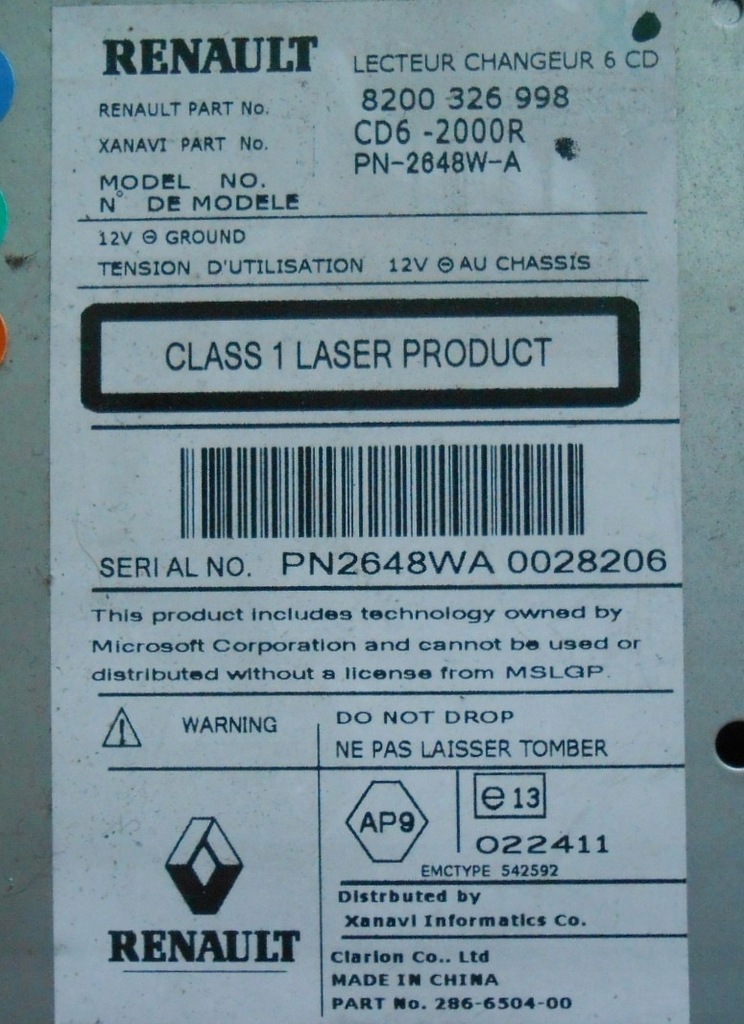 RENAULT LECTEUR CHANGEUR 6 CD
RENAULT PART No. 8200 326 998
XANAVI PART No. CD6 -2000R
MODEL NO. PN-2648W-A
N° DE MODELE
12V ⊖ GROUND
TENSION D'UTILISATION 12V ⊖ AU CHASSIS
CLASS 1 LASER PRODUCT
SERIAL NO. PN2648WA 0028206
This product includes technology owned by
Microsoft Corporation and cannot be used or
distributed without a license from MSLGP.
WARNING
DO NOT DROP
NE PAS LAISSER TOMBER
AP9
e 13
022411
EMCTYPE 542592
Distrbuted by
Xanavi Informatics Co.
RENAULT
Clarion Co.. Ltd
MADE IN CHINA
PART No. 286-6504-00